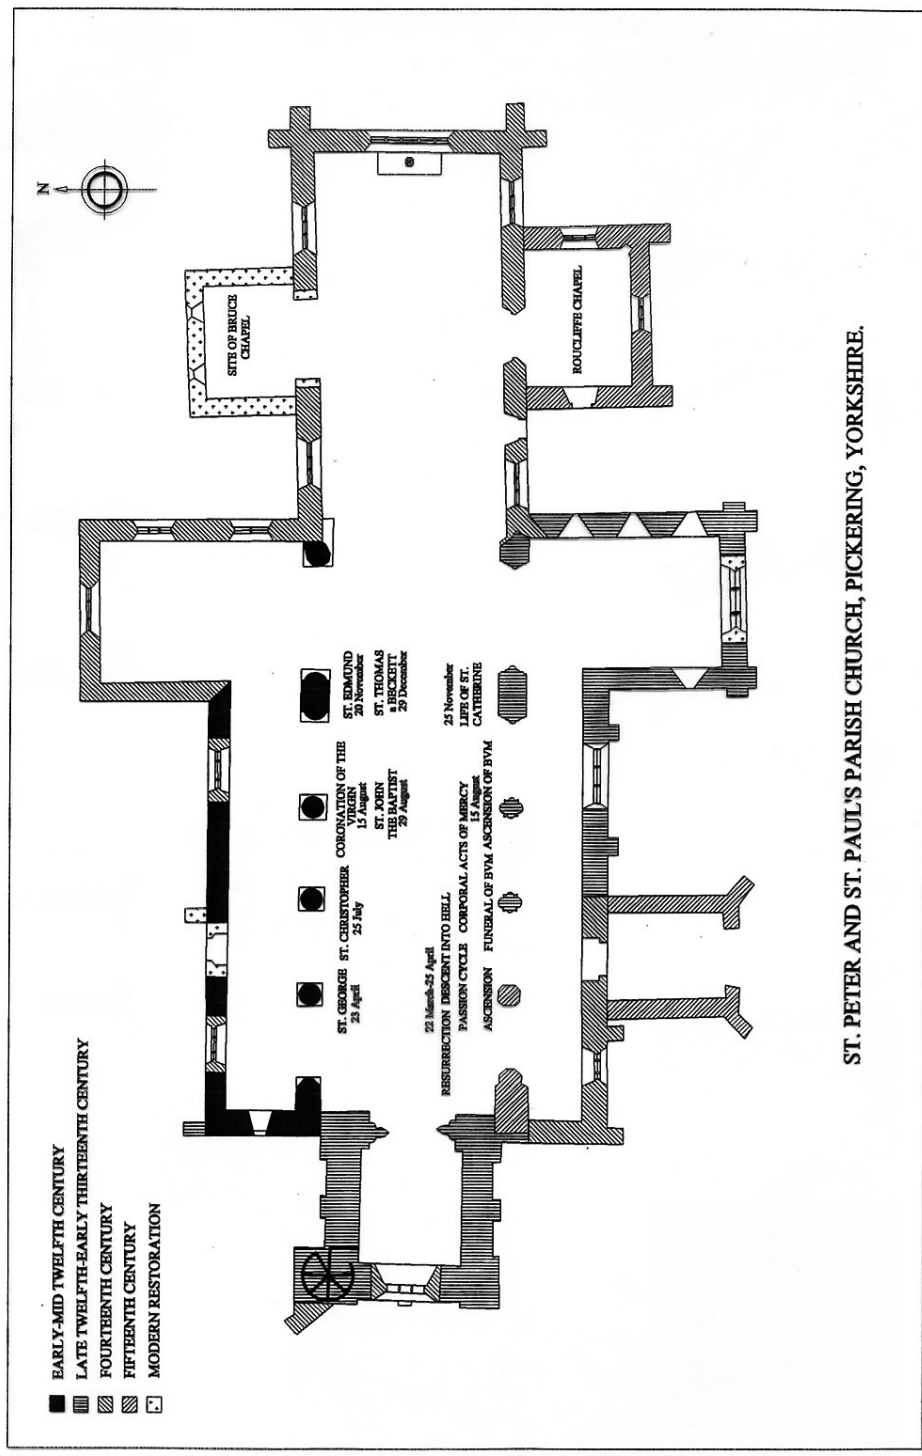 N
EARLY-MID TWELFTH CENTURY
LATE TWELFTH-EARLY THIRTEENTH CENTURY
FOURTEENTH CENTURY
FIFTEENTH CENTURY
MODERN RESTORATION
SITE OF BRUCE
CHAPEL
ST. GEORGE
23 April
ST. CHRISTOPHER
25 July
CORONATION OF THE
VIRGIN
15 August
ST. JOHN
THE BAPTIST
29 August
ST. EDMUND
20 November
ST. THOMAS
a BECKETT
29 December
22 March-25 April
RESURRECTION DESCENT INTO HELL
PASSION CYCLE CORPORAL ACTS OF MERCY
15 August
ASCENSION FUNERAL OF BVM ASCENSION OF BVM
25 November
LIFE OF ST.
CATHERINE
ROUCLIFFE CHAPEL
ST. PETER AND ST. PAUL'S PARISH CHURCH, PICKERING, YORKSHIRE.